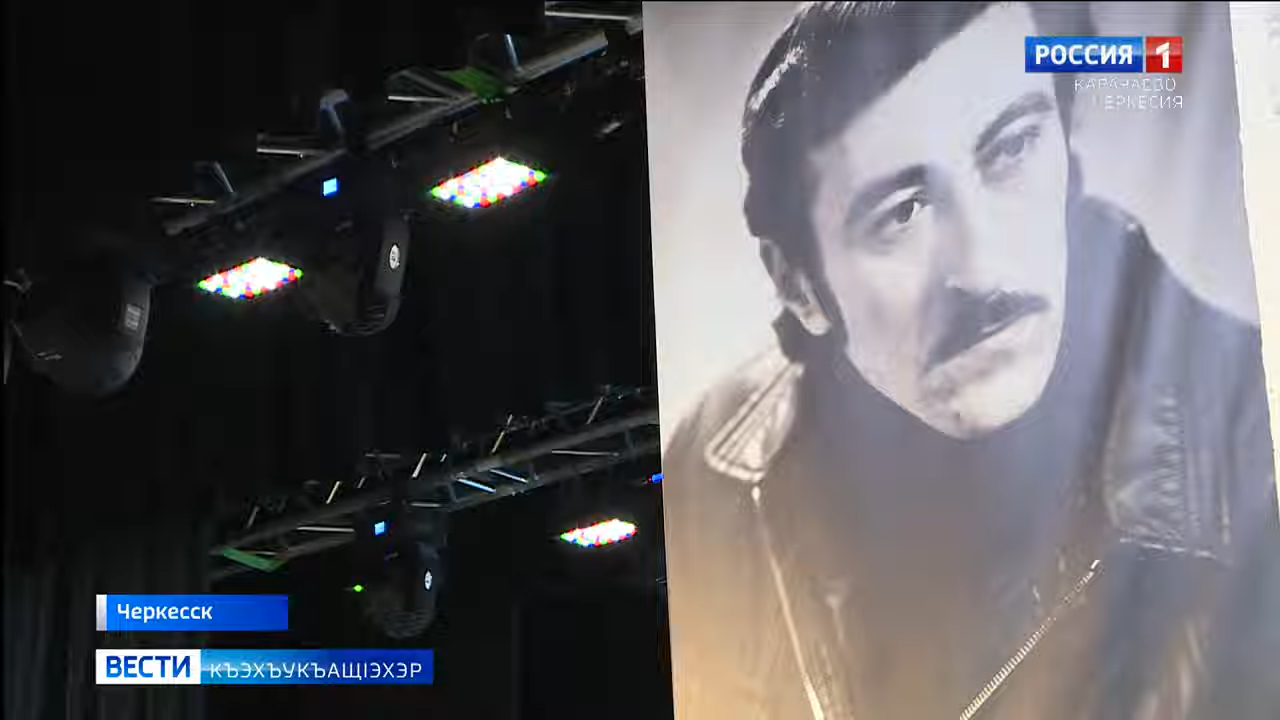 РОССИЯ 1
КАРАЧАЕВО
ЧЕРКЕСИЯ
Черкесск
ВЕСТИ КЪЭХЪУКЪАЩІЭХЭР